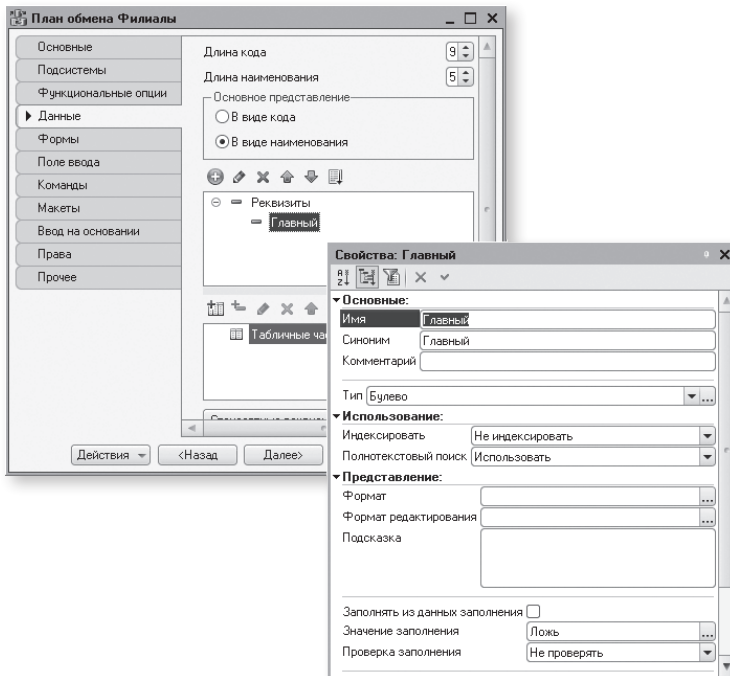 План обмена Филиалы
Основные
Подсистемы
Функциональные опции
Данные
Формы
Поле ввода
Команды
Макеты
Ввод на основании
Права
Прочее
Длина кода 9
Длина наименования 5
Основное представление
В виде кода
В виде наименования
Реквизиты
Главный
Табличные ча
Действия
<Назад
Далее>
Свойства: Главный
Основные:
Имя Главный
Синоним Главный
Комментарий
Тип Булево ...
Использование:
Индексировать Не индексировать
Полнотекстовый поиск Использовать
Представление:
Формат ...
Формат редактирования ...
Подсказка
Заполнять из данных заполнения
Значение заполнения Ложь ...
Проверка заполнения Не проверять